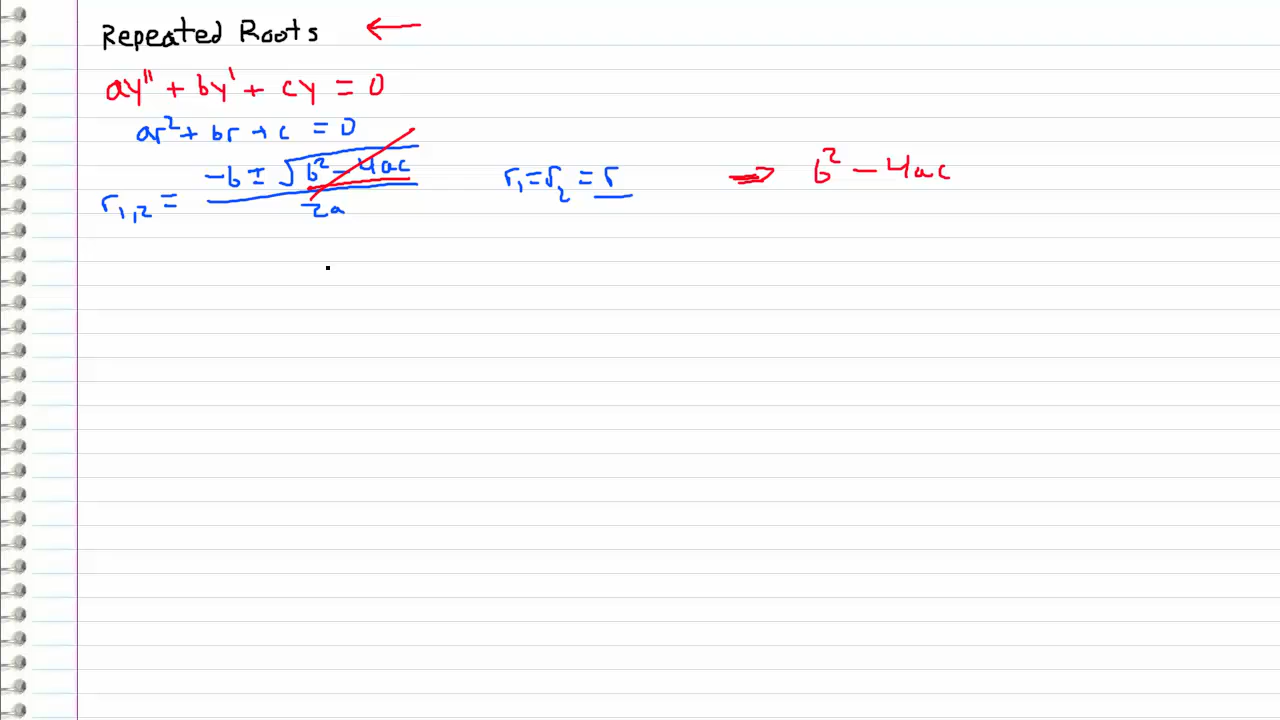 Repeated Roots ←
ay'' + by' + cy = 0
ar² + br + c = 0
r₁,₂ = (-b ± √(b² - 4ac)) / 2a   r₁ = r₂ = r   ⇒ b² - 4ac